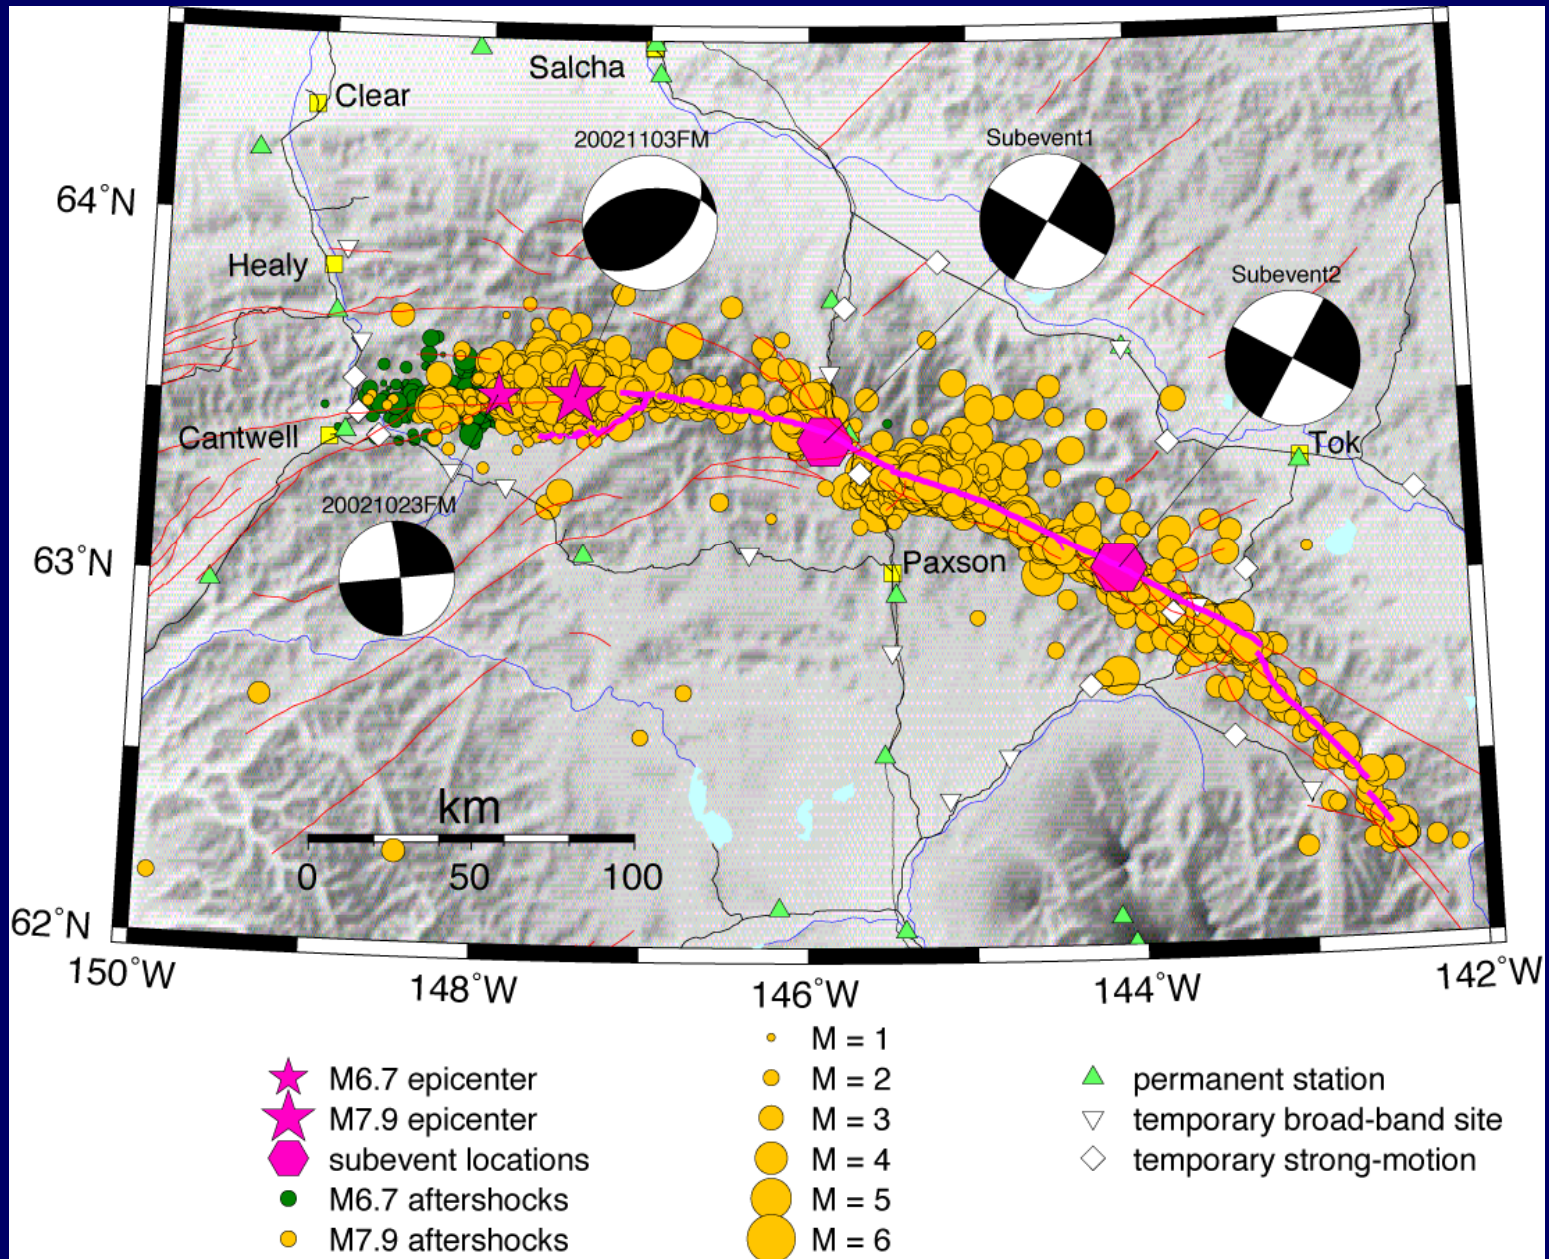 Salcha
Clear
20021103FM
Subevent1
64°N
Healy
Subevent2
Cantwell
Tok
20021023FM
63°N
Paxson
km
0 50 100
62°N
150°W 148°W 146°W 144°W 142°W
M = 1
M6.7 epicenter M = 2 permanent station
M7.9 epicenter M = 3 temporary broad-band site
subevent locations M = 4 temporary strong-motion
M6.7 aftershocks M = 5
M7.9 aftershocks M = 6